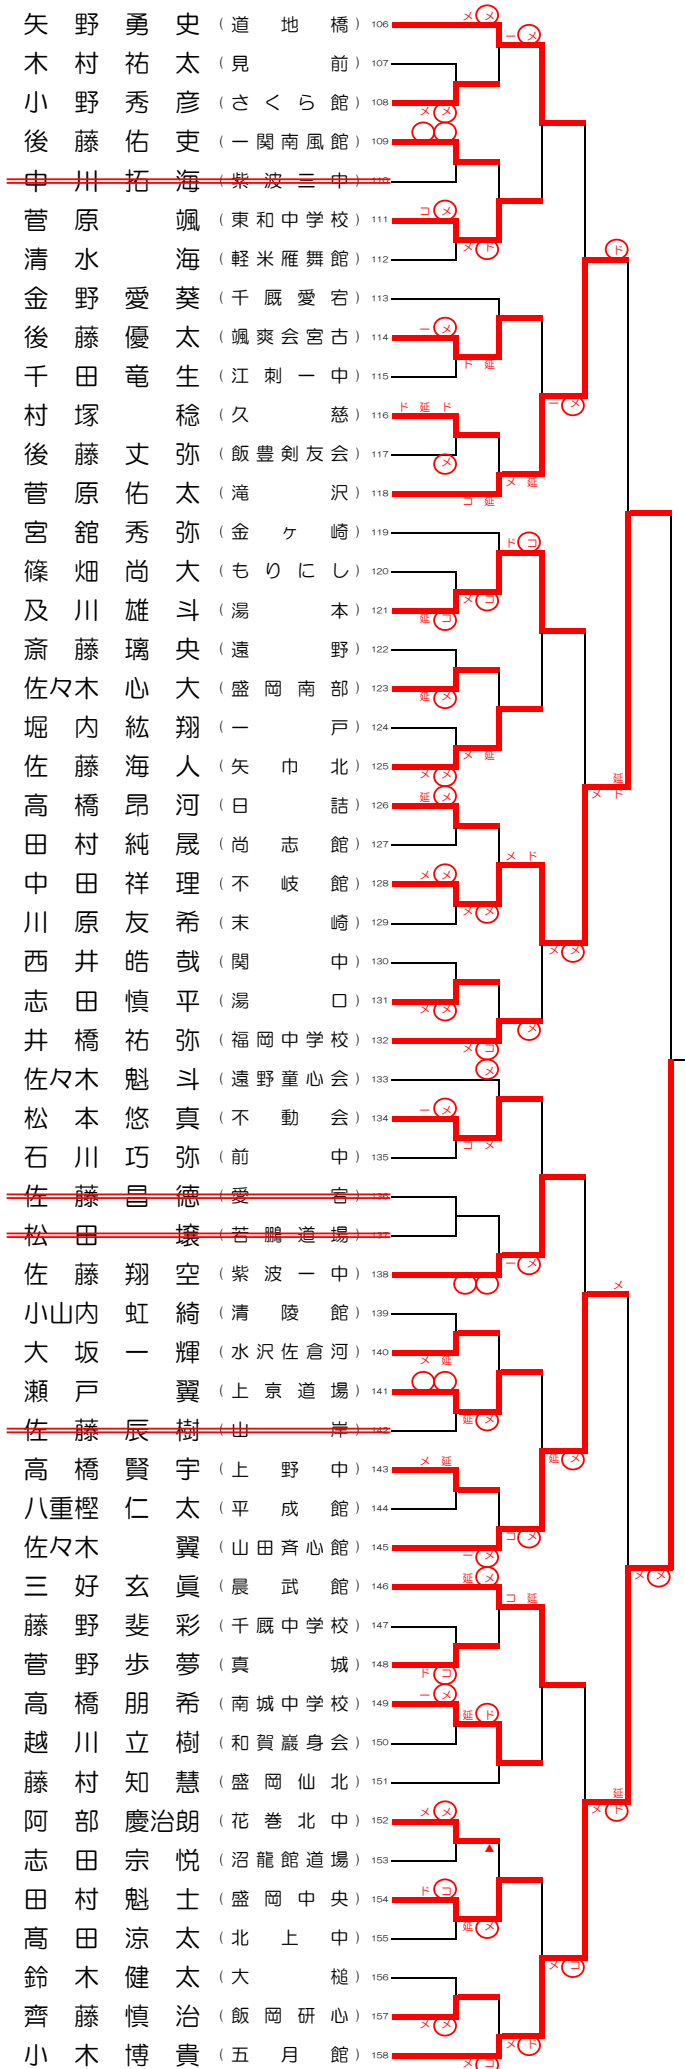 矢野勇史（道地橋）106
木村祐太（見前）107
小野秀彦（さくら館）108
後藤佑吏（一関南風館）109
中川拓海（紫波三中）110
菅原颯（東和中学校）111
清水海（軽米雁舞館）112
金野愛葵（千厩愛宕）113
後藤優太（颯爽会宮古）114
千田竜生（江刺一中）115
村塚稔（久慈）116
後藤丈弥（飯豊剣友会）117
菅原佑太（滝沢）118
宮舘秀弥（金ヶ崎）119
篠畑尚大（もりにし）120
及川雄斗（湯本）121
斎藤璃央（遠野）122
佐々木心大（盛岡南部）123
堀内紘翔（一戸）124
佐藤海人（矢巾北）125
高橋昂河（日詰）126
田村純晟（尚志館）127
中田祥理（不岐館）128
川原友希（末崎）129
西井皓哉（関中）130
志田慎平（湯口）131
井橋祐弥（福岡中学校）132
佐々木魁斗（遠野童心会）133
松本悠真（不動会）134
石川巧弥（前中）135
佐藤昌徳（愛宕）136
松田壌（若鵬道場）137
佐藤翔空（紫波一中）138
小山内虹綺（清陵館）139
大坂一輝（水沢佐倉河）140
瀬戸翼（上京道場）141
佐藤辰樹（山岸）142
高橋賢宇（上野中）143
八重樫仁太（平成館）144
佐々木翼（山田斉心館）145
三好玄眞（晨武館）146
藤野斐彩（千厩中学校）147
菅野歩夢（真城）148
高橋朋希（南城中学校）149
越川立樹（和賀巖身会）150
藤村知慧（盛岡仙北）151
阿部慶治朗（花巻北中）152
志田宗悦（沼龍館道場）153
田村魁士（盛岡中央）154
髙田涼太（北上中）155
鈴木健太（大槌）156
齊藤慎治（飯岡研心）157
小木博貴（五月館）158